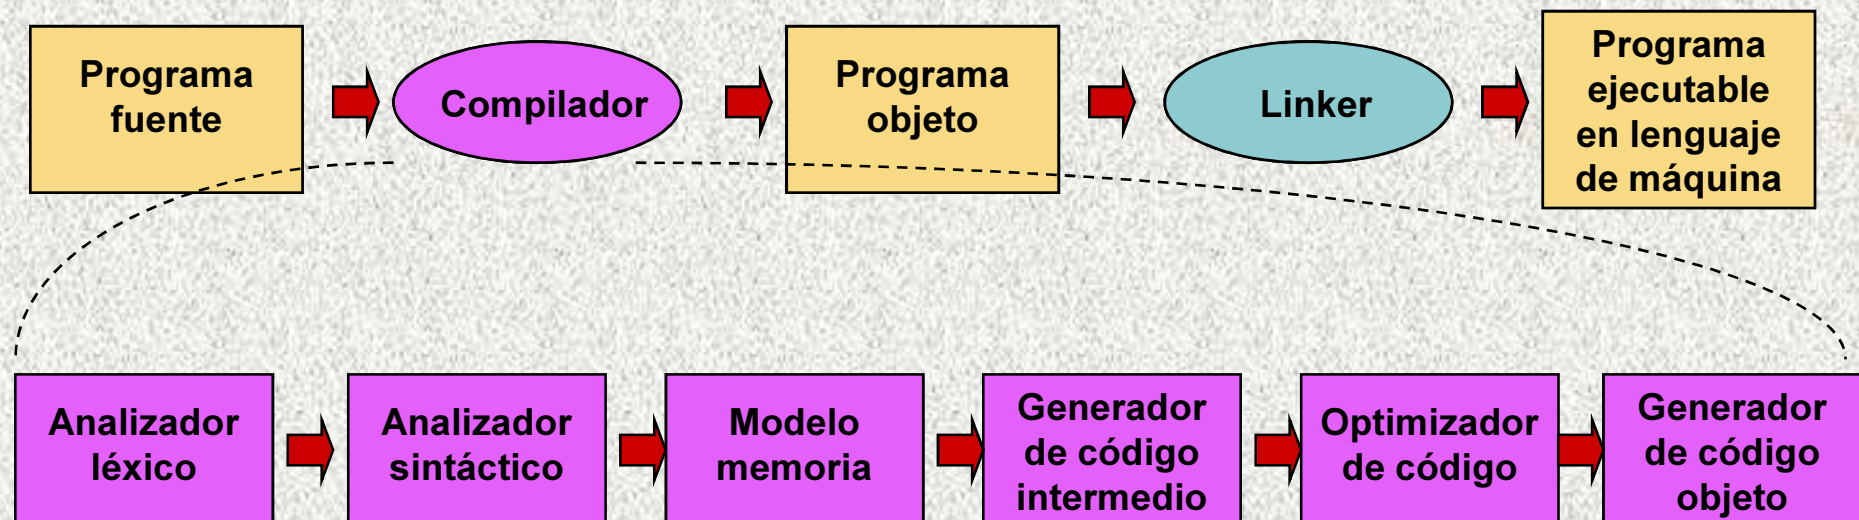 Programa
fuente
Compilador
Programa
objeto
Linker
Programa
ejecutable
en lenguaje
de máquina
Analizador
léxico
Analizador
sintáctico
Modelo
memoria
Generador
de código
intermedio
Optimizador
de código
Generador
de código
objeto